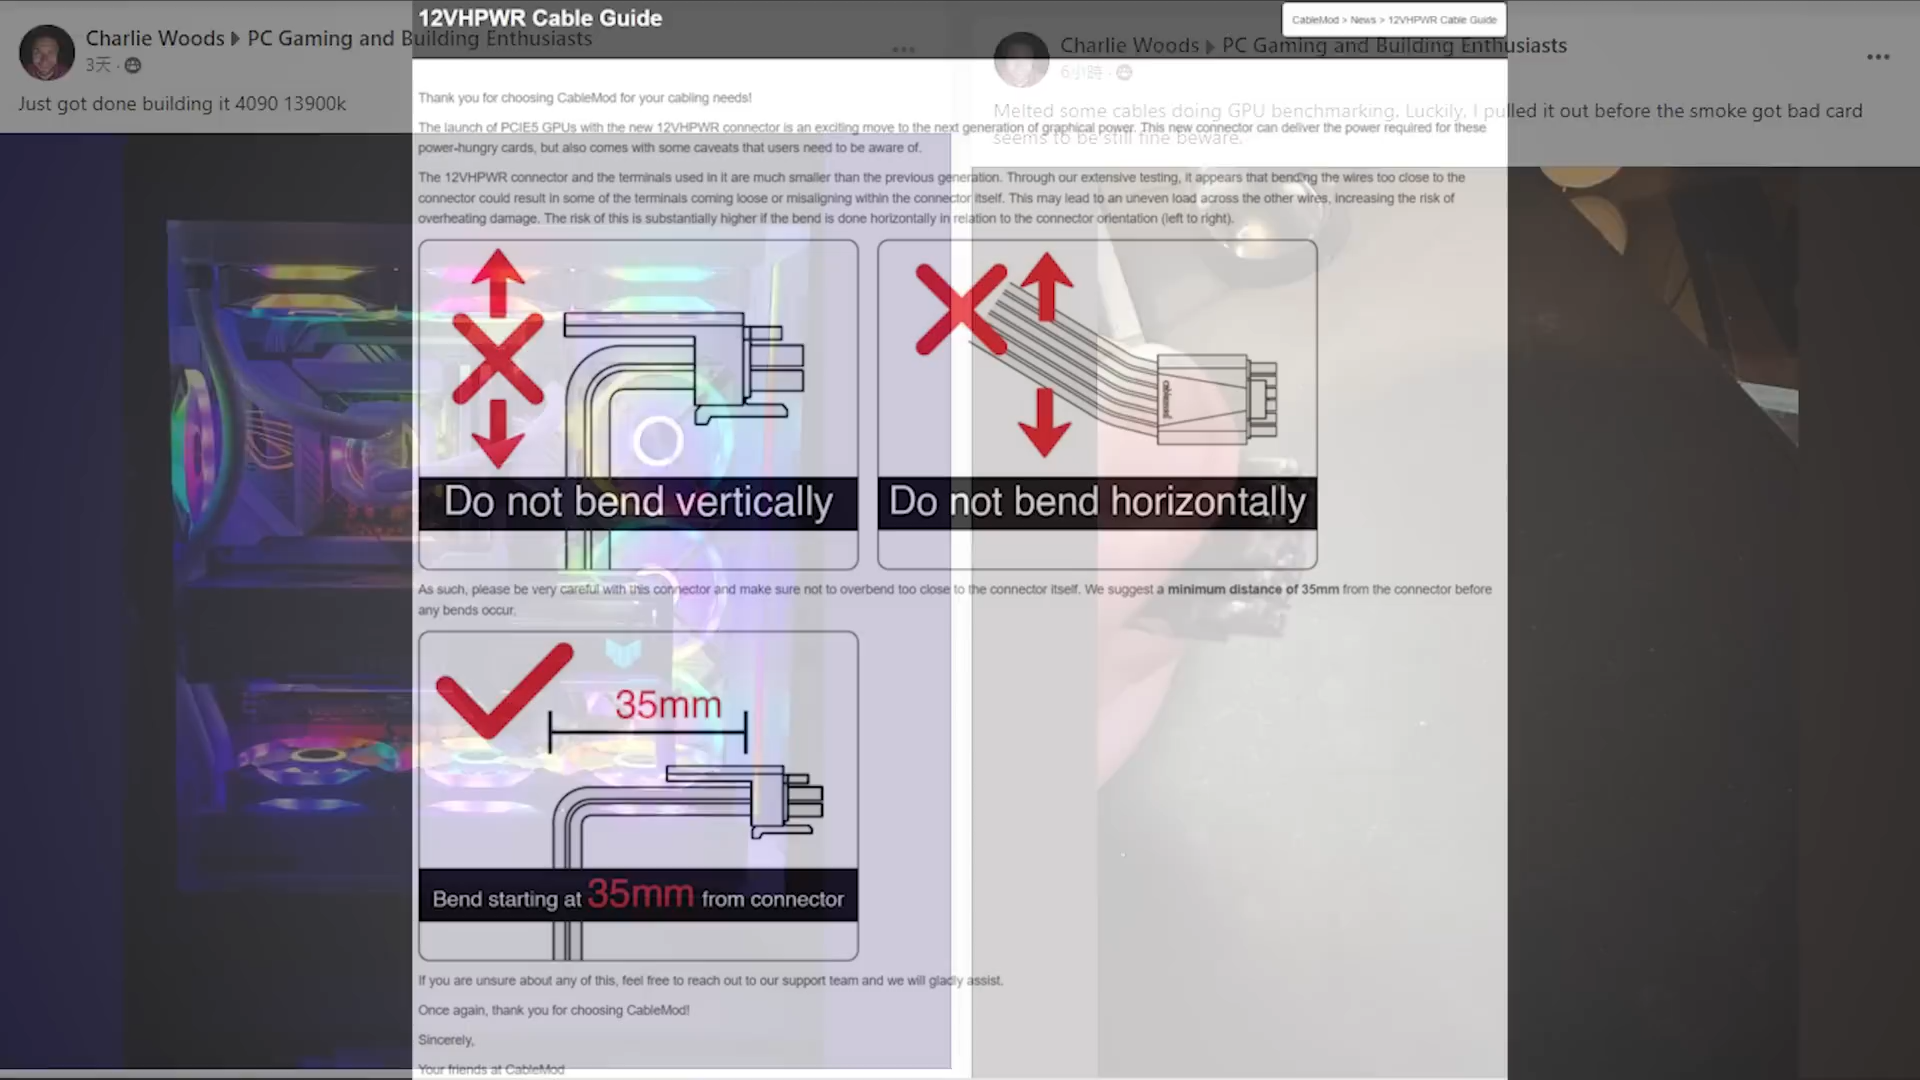 Charlie Woods ▸ PC Gaming and Building Enthusiasts
3天
Just got done building it 4090 13900k
Charlie Woods ▸ PC Gaming and Building Enthusiasts
6小時
Melted some cables doing GPU benchmarking. Luckily. I pulled it out before the smoke got bad card
seems to be still fine beware.
12VHPWR Cable Guide
CableMod > News > 12VHPWR Cable Guide
Thank you for choosing CableMod for your cabling needs!
The launch of PCIE5 GPUs with the new 12VHPWR connector is an exciting move to the next generation of graphical power. This new connector can deliver the power required for these
power-hungry cards, but also comes with some caveats that users need to be aware of.
The 12VHPWR connector and the terminals used in it are much smaller than the previous generation. Through our extensive testing, it appears that bending the wires too close to the
connector could result in some of the terminals coming loose or misaligning within the connector itself. This may lead to an uneven load across the other wires, increasing the risk of
overheating damage. The risk of this is substantially higher if the bend is done horizontally in relation to the connector orientation (left to right).
Do not bend vertically
cablemod
Do not bend horizontally
As such, please be very careful with this connector and make sure not to overbend too close to the connector itself. We suggest a minimum distance of 35mm from the connector before
any bends occur.
35mm
Bend starting at 35mm from connector
If you are unsure about any of this, feel free to reach out to our support team and we will gladly assist.
Once again, thank you for choosing CableMod!
Sincerely,
Your friends at CableMod